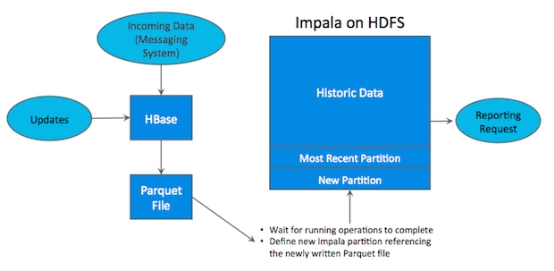 Incoming Data
(Messaging
System)
Impala on HDFS
Updates
HBase
Historic Data
Reporting
Request
Most Recent Partition
New Partition
Parquet
File
• Wait for running operations to complete
• Define new Impala partition referencing
the newly written Parquet file